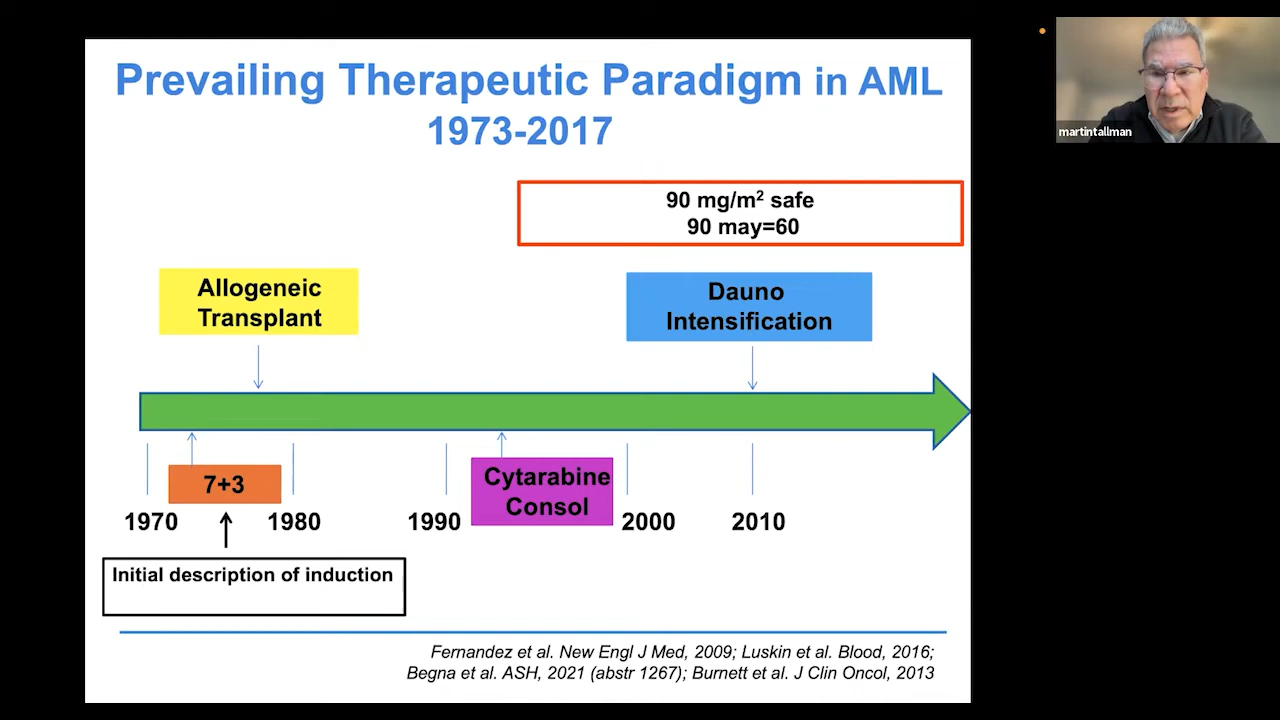 Prevailing Therapeutic Paradigm in AML
1973-2017
martintallman
90 mg/m² safe
90 may=60
Allogeneic
Transplant
Dauno
Intensification
7+3
Cytarabine
Consol
1970
1980
1990
2000
2010
Initial description of induction
Fernandez et al. New Engl J Med, 2009; Luskin et al. Blood, 2016;
Begna et al. ASH, 2021 (abstr 1267); Burnett et al. J Clin Oncol, 2013